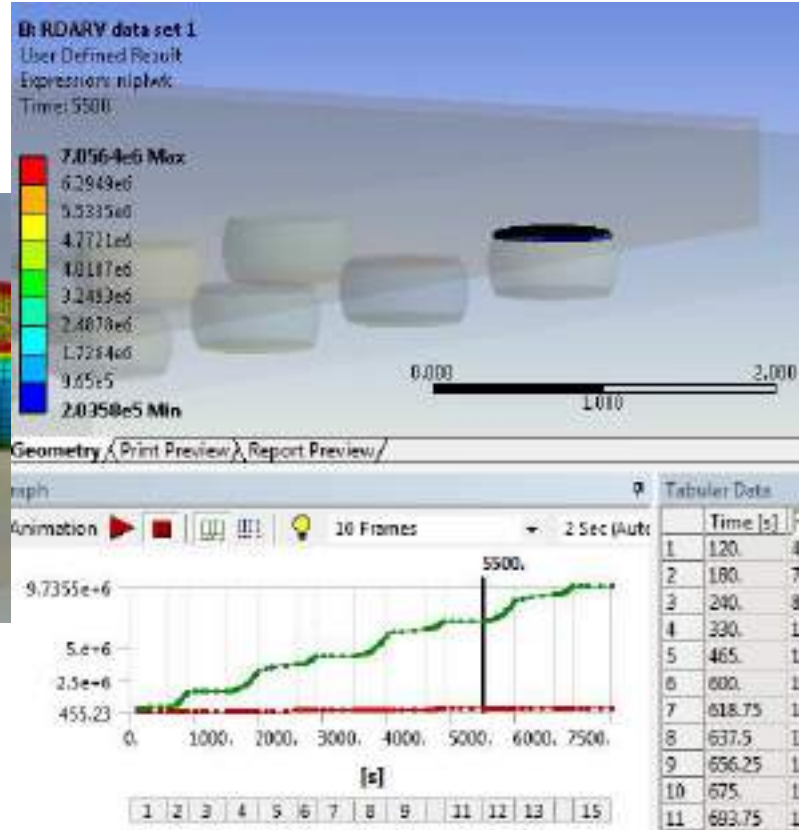 B: RDARV data set 1
User Defined Result
Expression: niplwk
Time: 5500
7.0564e6 Max
6.2949e6
5.5335e6
4.7721e6
4.0107e6
3.2493e6
2.4878e6
1.7264e6
9.65e5
2.0358e5 Min
0.000 2.000
1.000
Geometry Print Preview Report Preview
Animation 10 Frames 2 Sec (Auto
Tabular Data
Time [s]
1 120.
2 180.
3 240.
4 330.
5 465.
6 600.
7 618.75
8 637.5
9 656.25
10 675.
11 693.75
5500.
9.7355e+6
5.e+6
2.5e+6
455.23
0. 1000. 2000. 3000. 4000. 5000. 6000. 7500.
[s]
1 2 3 4 5 6 7 8 9 11 12 13 15